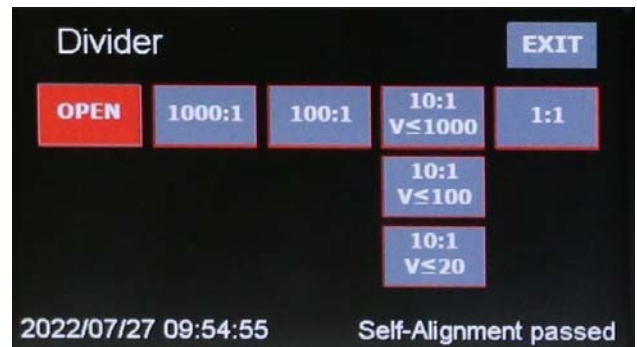 Divider
EXIT
OPEN
1000:1
100:1
10:1
V≤1000
1:1
10:1
V≤100
10:1
V≤20
2022/07/27 09:54:55
Self-Alignment passed